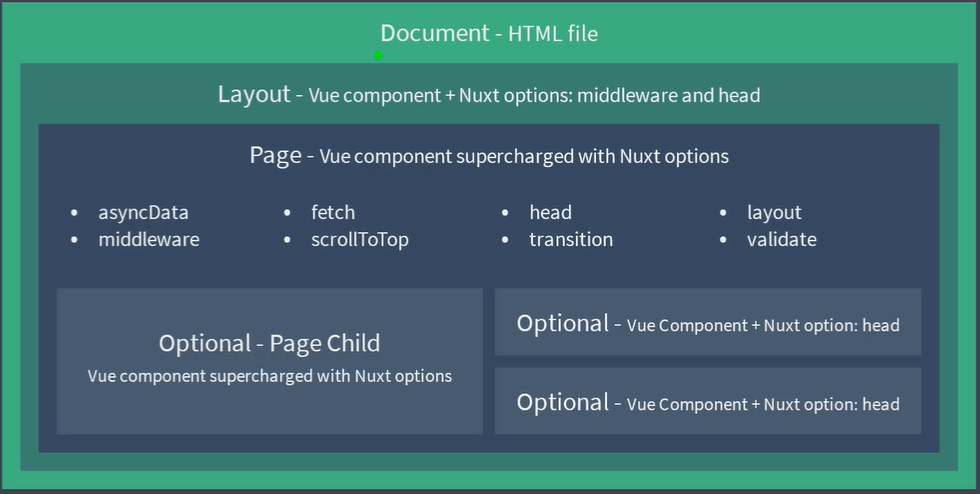 Document - HTML file
Layout - Vue component + Nuxt options: middleware and head
Page - Vue component supercharged with Nuxt options
• asyncData • fetch • head • layout
• middleware • scrollToTop • transition • validate
Optional - Page Child
Vue component supercharged with Nuxt options
Optional - Vue Component + Nuxt option: head
Optional - Vue Component + Nuxt option: head